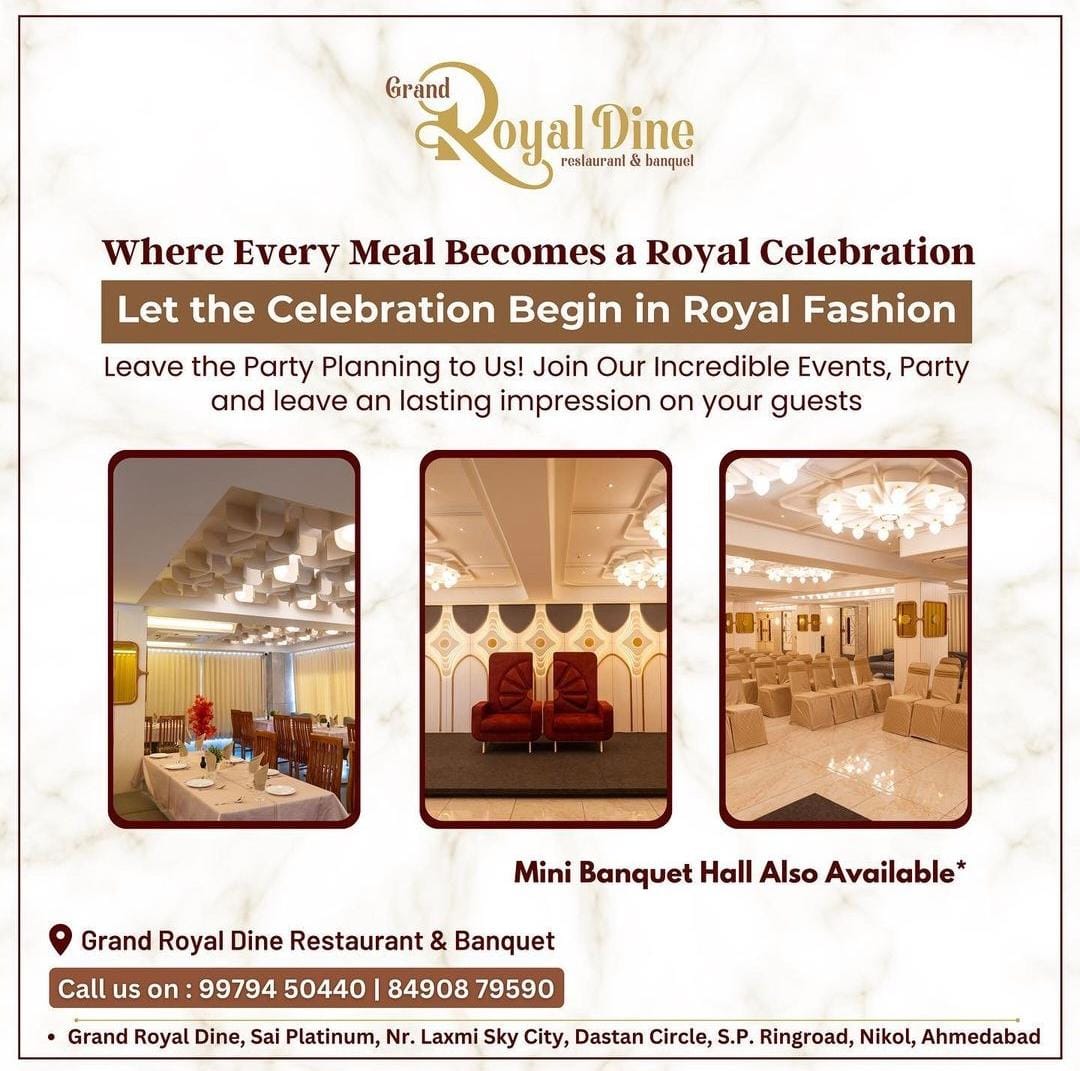 Grand
Royal Dine
restaurant & banquet
Where Every Meal Becomes a Royal Celebration
Let the Celebration Begin in Royal Fashion
Leave the Party Planning to Us! Join Our Incredible Events, Party
and leave an lasting impression on your guests
Mini Banquet Hall Also Available*
Grand Royal Dine Restaurant & Banquet
Call us on : 99794 50440 | 84908 79590
• Grand Royal Dine, Sai Platinum, Nr. Laxmi Sky City, Dastan Circle, S.P. Ringroad, Nikol, Ahmedabad